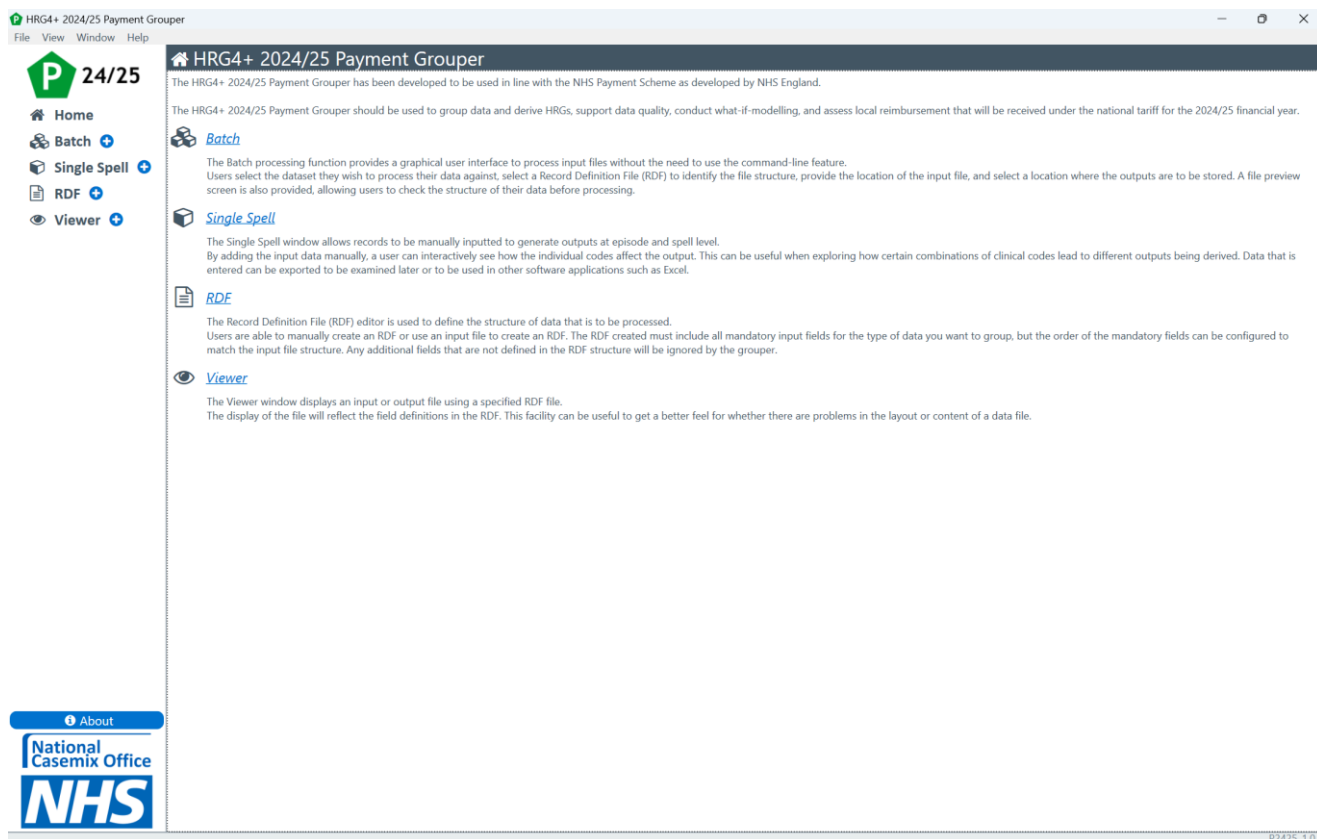 HRG4+ 2024/25 Payment Grouper
File View Window Help
P 24/25
Home
Batch
Single Spell
RDF
Viewer
HRG4+ 2024/25 Payment Grouper
The HRG4+ 2024/25 Payment Grouper has been developed to be used in line with the NHS Payment Scheme as developed by NHS England.
The HRG4+ 2024/25 Payment Grouper should be used to group data and derive HRGs, support data quality, conduct what-if-modelling, and assess local reimbursement that will be received under the national tariff for the 2024/25 financial year.
Batch
The Batch processing function provides a graphical user interface to process input files without the need to use the command-line feature.
Users select the dataset they wish to process their data against, select a Record Definition File (RDF) to identify the file structure, provide the location of the input file, and select a location where the outputs are to be stored. A file preview
screen is also provided, allowing users to check the structure of their data before processing.
Single Spell
The Single Spell window allows records to be manually inputted to generate outputs at episode and spell level.
By adding the input data manually, a user can interactively see how the individual codes affect the output. This can be useful when exploring how certain combinations of clinical codes lead to different outputs being derived. Data that is
entered can be exported to be examined later or to be used in other software applications such as Excel.
RDF
The Record Definition File (RDF) editor is used to define the structure of data that is to be processed.
Users are able to manually create an RDF or use an input file to create an RDF. The RDF created must include all mandatory input fields for the type of data you want to group, but the order of the mandatory fields can be configured to
match the input file structure. Any additional fields that are not defined in the RDF structure will be ignored by the grouper.
Viewer
The Viewer window displays an input or output file using a specified RDF file.
The display of the file will reflect the field definitions in the RDF. This facility can be useful to get a better feel for whether there are problems in the layout or content of a data file.
About
National
Casemix Office
NHS
P2425_1.0